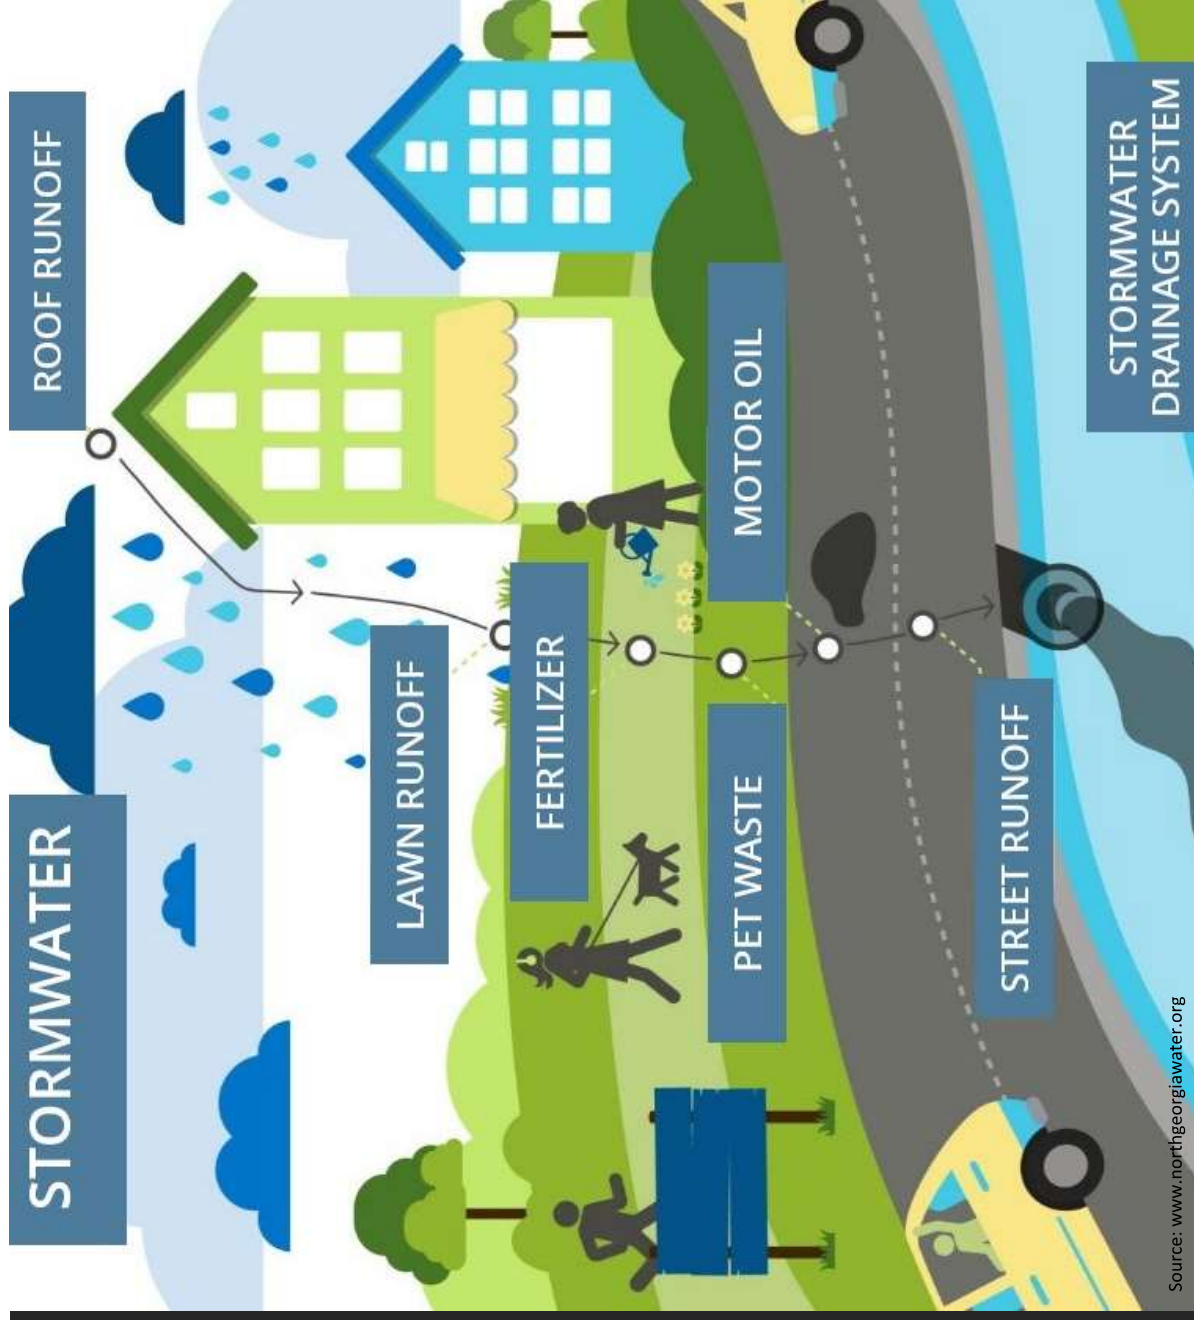 STORMWATER
ROOF RUNOFF
LAWN RUNOFF
FERTILIZER
PET WASTE
MOTOR OIL
STREET RUNOFF
STORMWATER
DRAINAGE SYSTEM
Source: www.northgeorgiawater.org